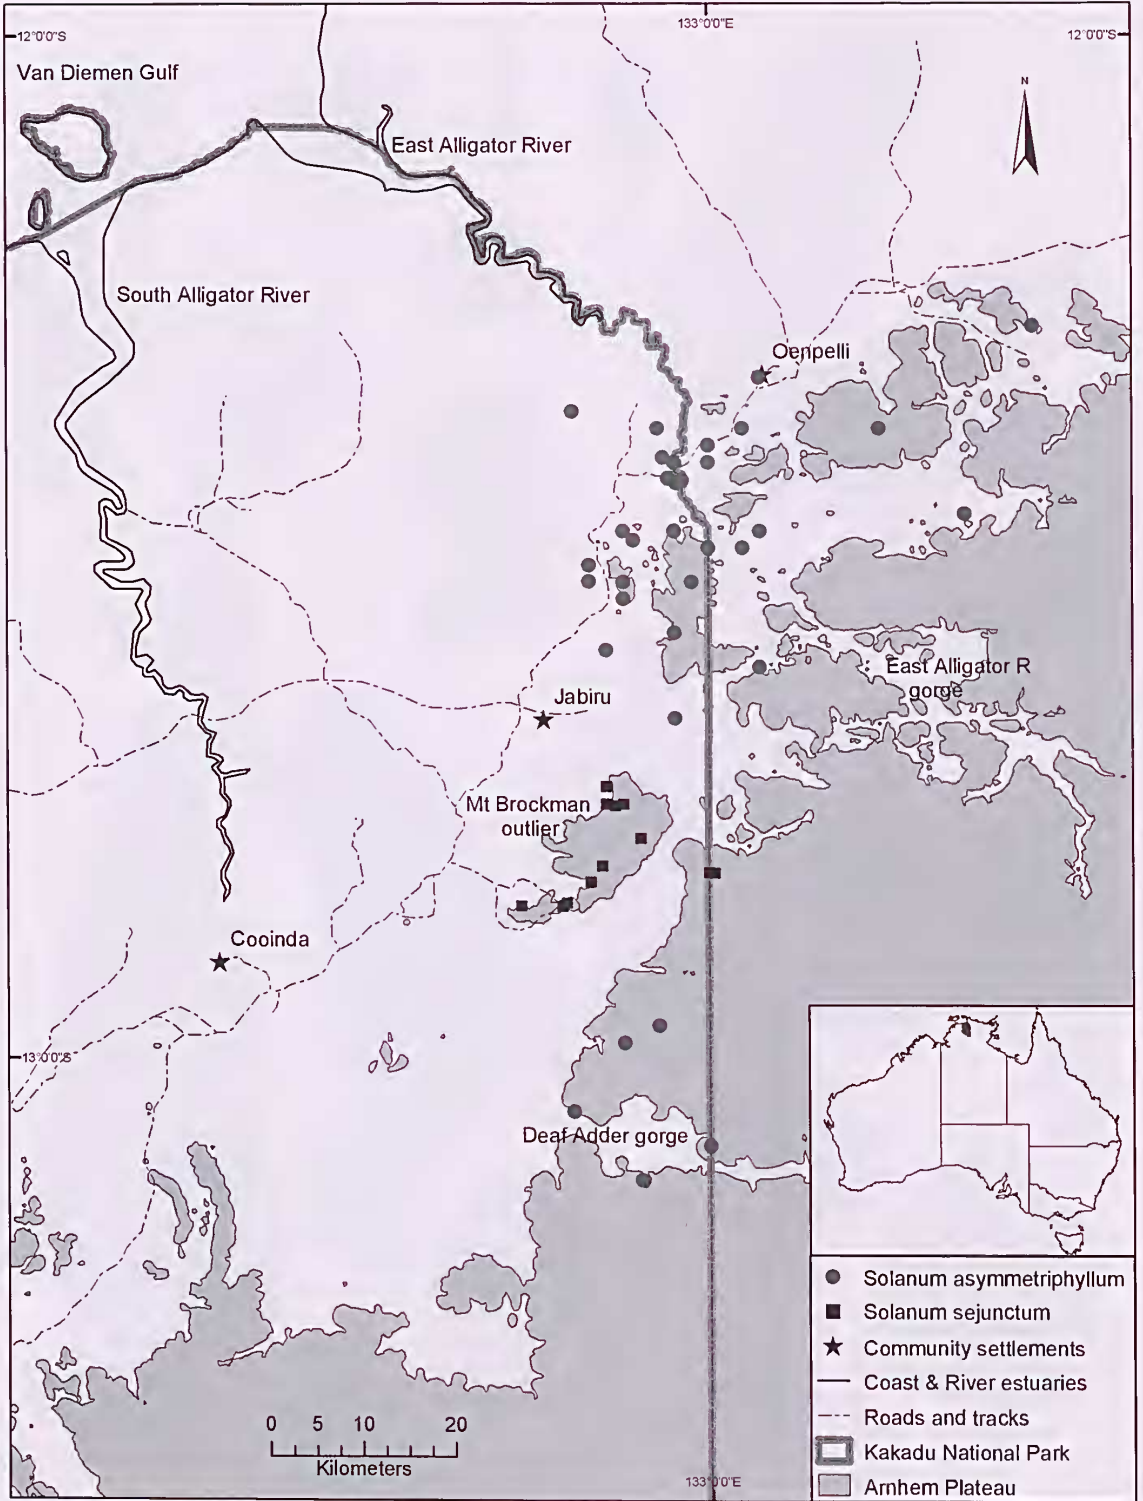 133°0'0"E
12°0'0"S
12°0'0"S
Van Diemen Gulf
N
East Alligator River
South Alligator River
Oenpelli
East Alligator R
gorge
Jabiru
Mt Brockman
outlier
Cooinda
13°0'0"S
Deaf Adder gorge
Solanum asymmetriphyllum
Solanum sejunctum
Community settlements
Coast & River estuaries
Roads and tracks
Kakadu National Park
Arnhem Plateau
0 5 10 20
Kilometers
133°0'0"E